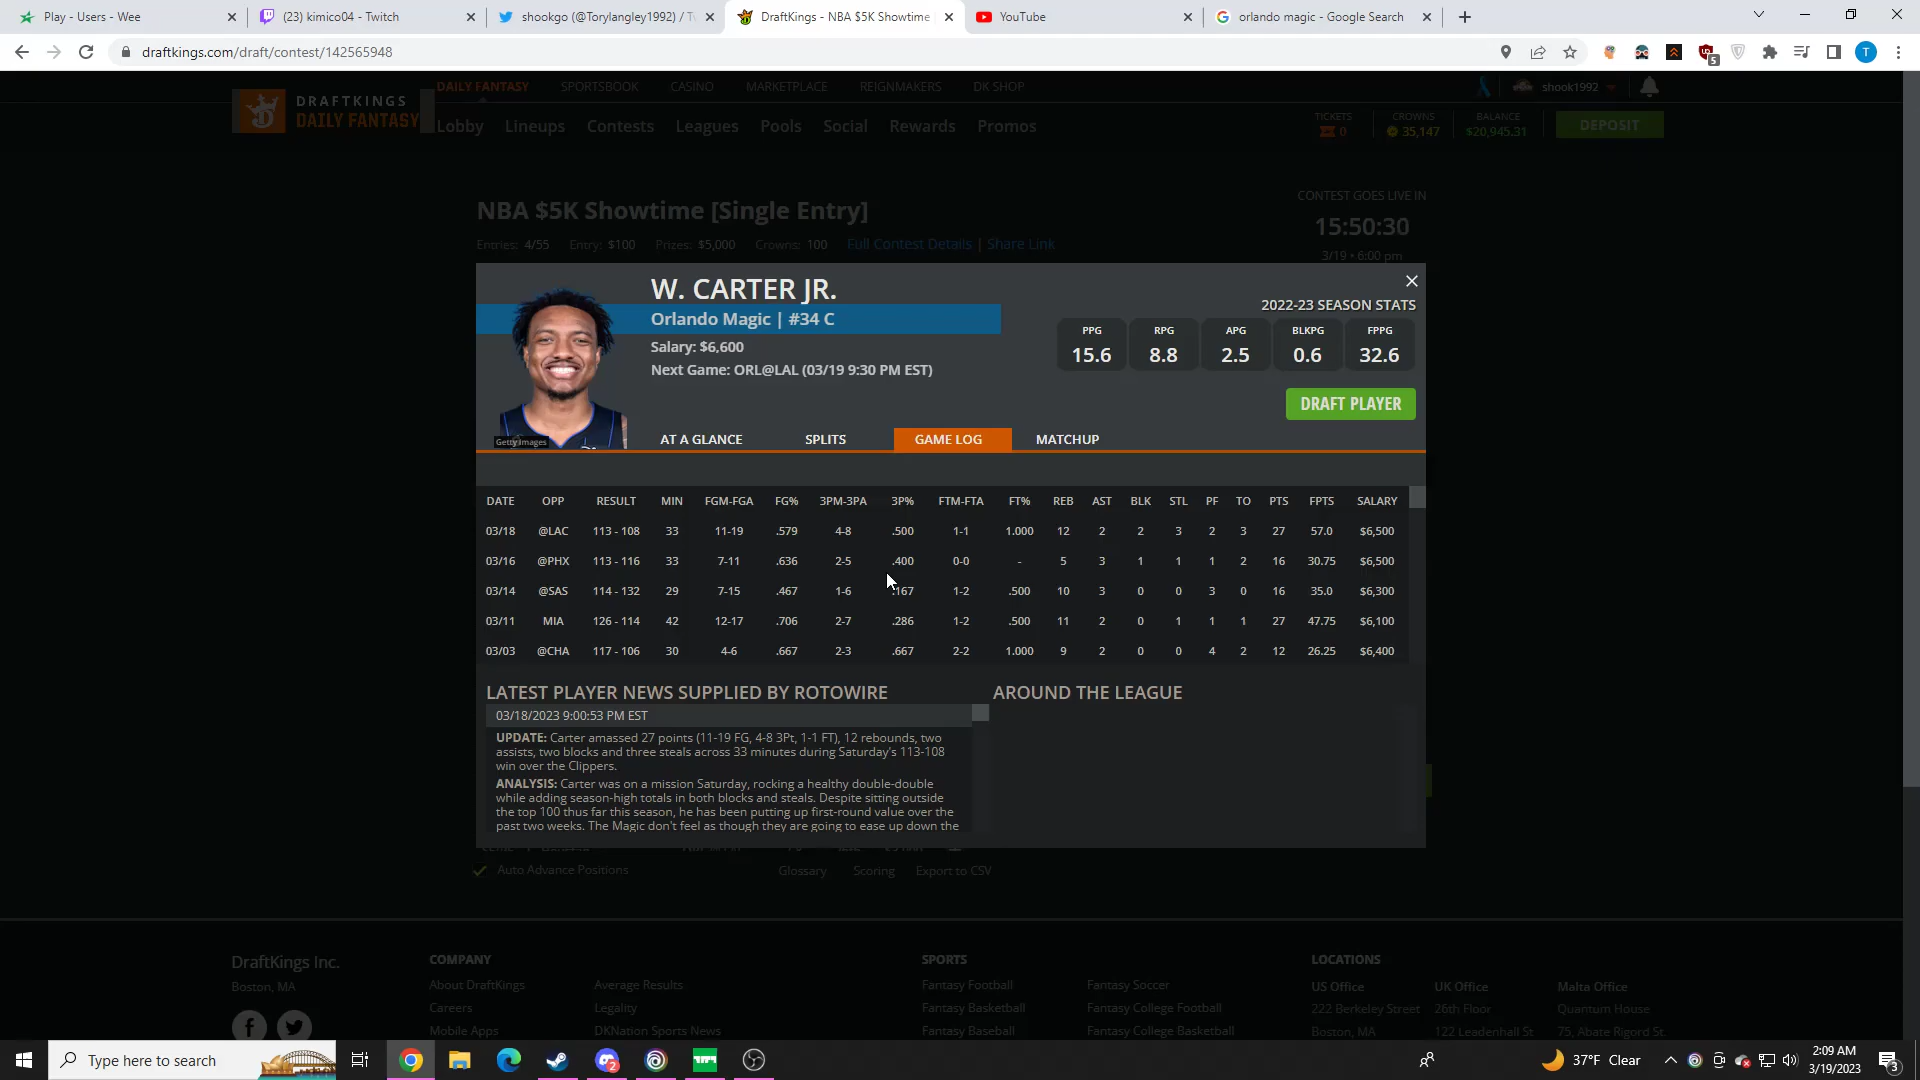 Play - Users - Wee
(23) kimico04 - Twitch
shookgo (@Torylangley1992) / Tw
DraftKings - NBA $5K Showtime
YouTube
orlando magic - Google Search
draftkings.com/draft/contest/142565948
5
T
DAILY FANTASY SPORTSBOOK CASINO MARKETPLACE REIGNMAKERS DK SHOP
shook1992
DRAFTKINGS
DAILY FANTASY
Lobby Lineups Contests Leagues Pools Social Rewards Promos
TICKETS CROWNS BALANCE
0 35,147 $20,945.31
DEPOSIT
NBA $5K Showtime [Single Entry]
CONTEST GOES LIVE IN
15:50:30
Entries: 4/55 Entry: $100 Prizes: $5,000 Crowns: 100 Full Contest Details | Share Link
3/19 • 6:00 pm
W. CARTER JR.
Orlando Magic | #34 C
Salary: $6,600
Next Game: ORL@LAL (03/19 9:30 PM EST)
Getty Images
2022-23 SEASON STATS
PPG RPG APG BLKPG FPPG
15.6 8.8 2.5 0.6 32.6
DRAFT PLAYER
AT A GLANCE SPLITS GAME LOG MATCHUP
DATE OPP RESULT MIN FGM-FGA FG% 3PM-3PA 3P% FTM-FTA FT% REB AST BLK STL PF TO PTS FPTS SALARY
03/18 @LAC 113 - 108 33 11-19 .579 4-8 .500 1-1 1.000 12 2 2 3 2 3 27 57.0 $6,500
03/16 @PHX 113 - 116 33 7-11 .636 2-5 .400 0-0 - 5 3 1 1 1 2 16 30.75 $6,500
03/14 @SAS 114 - 132 29 7-15 .467 1-6 .167 1-2 .500 10 3 0 0 3 0 16 35.0 $6,300
03/11 MIA 126 - 114 42 12-17 .706 2-7 .286 1-2 .500 11 2 0 1 1 1 27 47.75 $6,100
03/03 @CHA 117 - 106 30 4-6 .667 2-3 .667 2-2 1.000 9 2 0 0 4 2 12 26.25 $6,400
LATEST PLAYER NEWS SUPPLIED BY ROTOWIRE
AROUND THE LEAGUE
03/18/2023 9:00:53 PM EST
UPDATE: Carter amassed 27 points (11-19 FG, 4-8 3Pt, 1-1 FT), 12 rebounds, two
assists, two blocks and three steals across 33 minutes during Saturday's 113-108
win over the Clippers.
ANALYSIS: Carter was on a mission Saturday, rocking a healthy double-double
while adding season-high totals in both blocks and steals. Despite sitting outside
the top 100 thus far this season, he has been putting up first-round value over the
past two weeks. The Magic don't feel as though they are going to ease up down the
Auto Advance Positions
Glossary Scoring Export to CSV
DraftKings Inc.
Boston, MA
COMPANY
About DraftKings Average Results
Careers Legality
Mobile Apps DKNation Sports News
SPORTS
Fantasy Football Fantasy Soccer
Fantasy Basketball Fantasy College Football
Fantasy Baseball Fantasy College Basketball
LOCATIONS
US Office UK Office Malta Office
222 Berkeley Street 26th Floor Quantum House
Boston, MA 122 Leadenhall St 75, Abate Rigord St.
Type here to search
2
37°F Clear
2:09 AM
3/19/2023
3